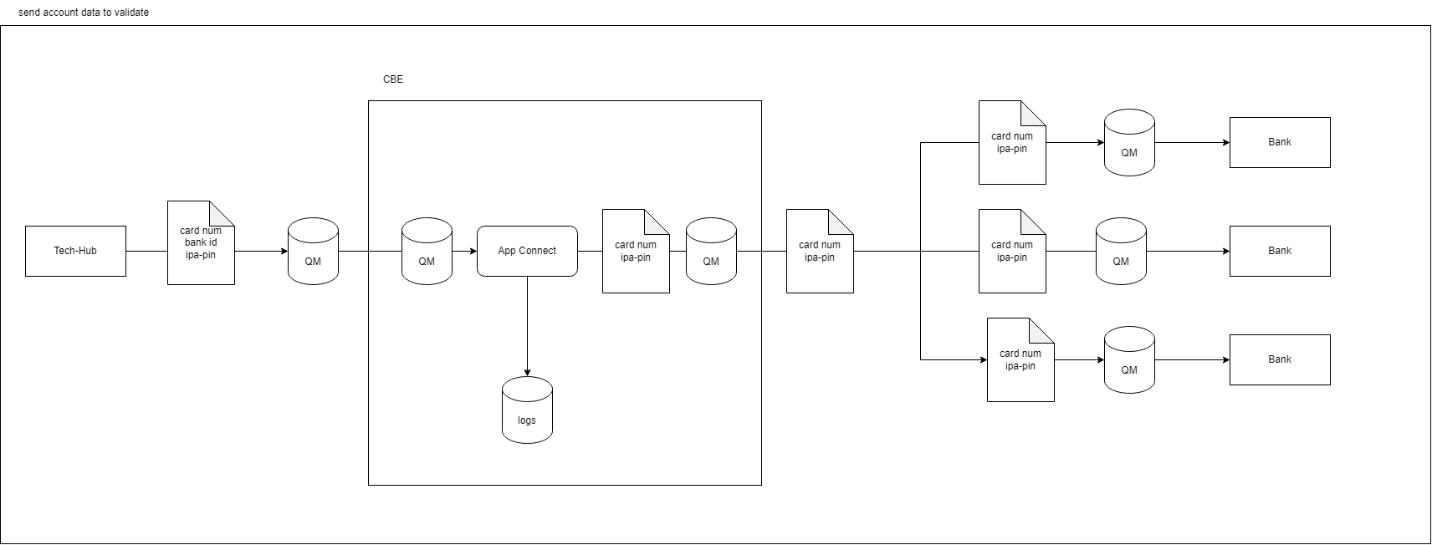 send account data to validate
CBE
Tech-Hub
card num
bank id
ipa-pin
QM
QM
App Connect
card num
ipa-pin
QM
logs
card num
ipa-pin
card num
ipa-pin
QM
Bank
card num
ipa-pin
QM
Bank
card num
ipa-pin
QM
Bank